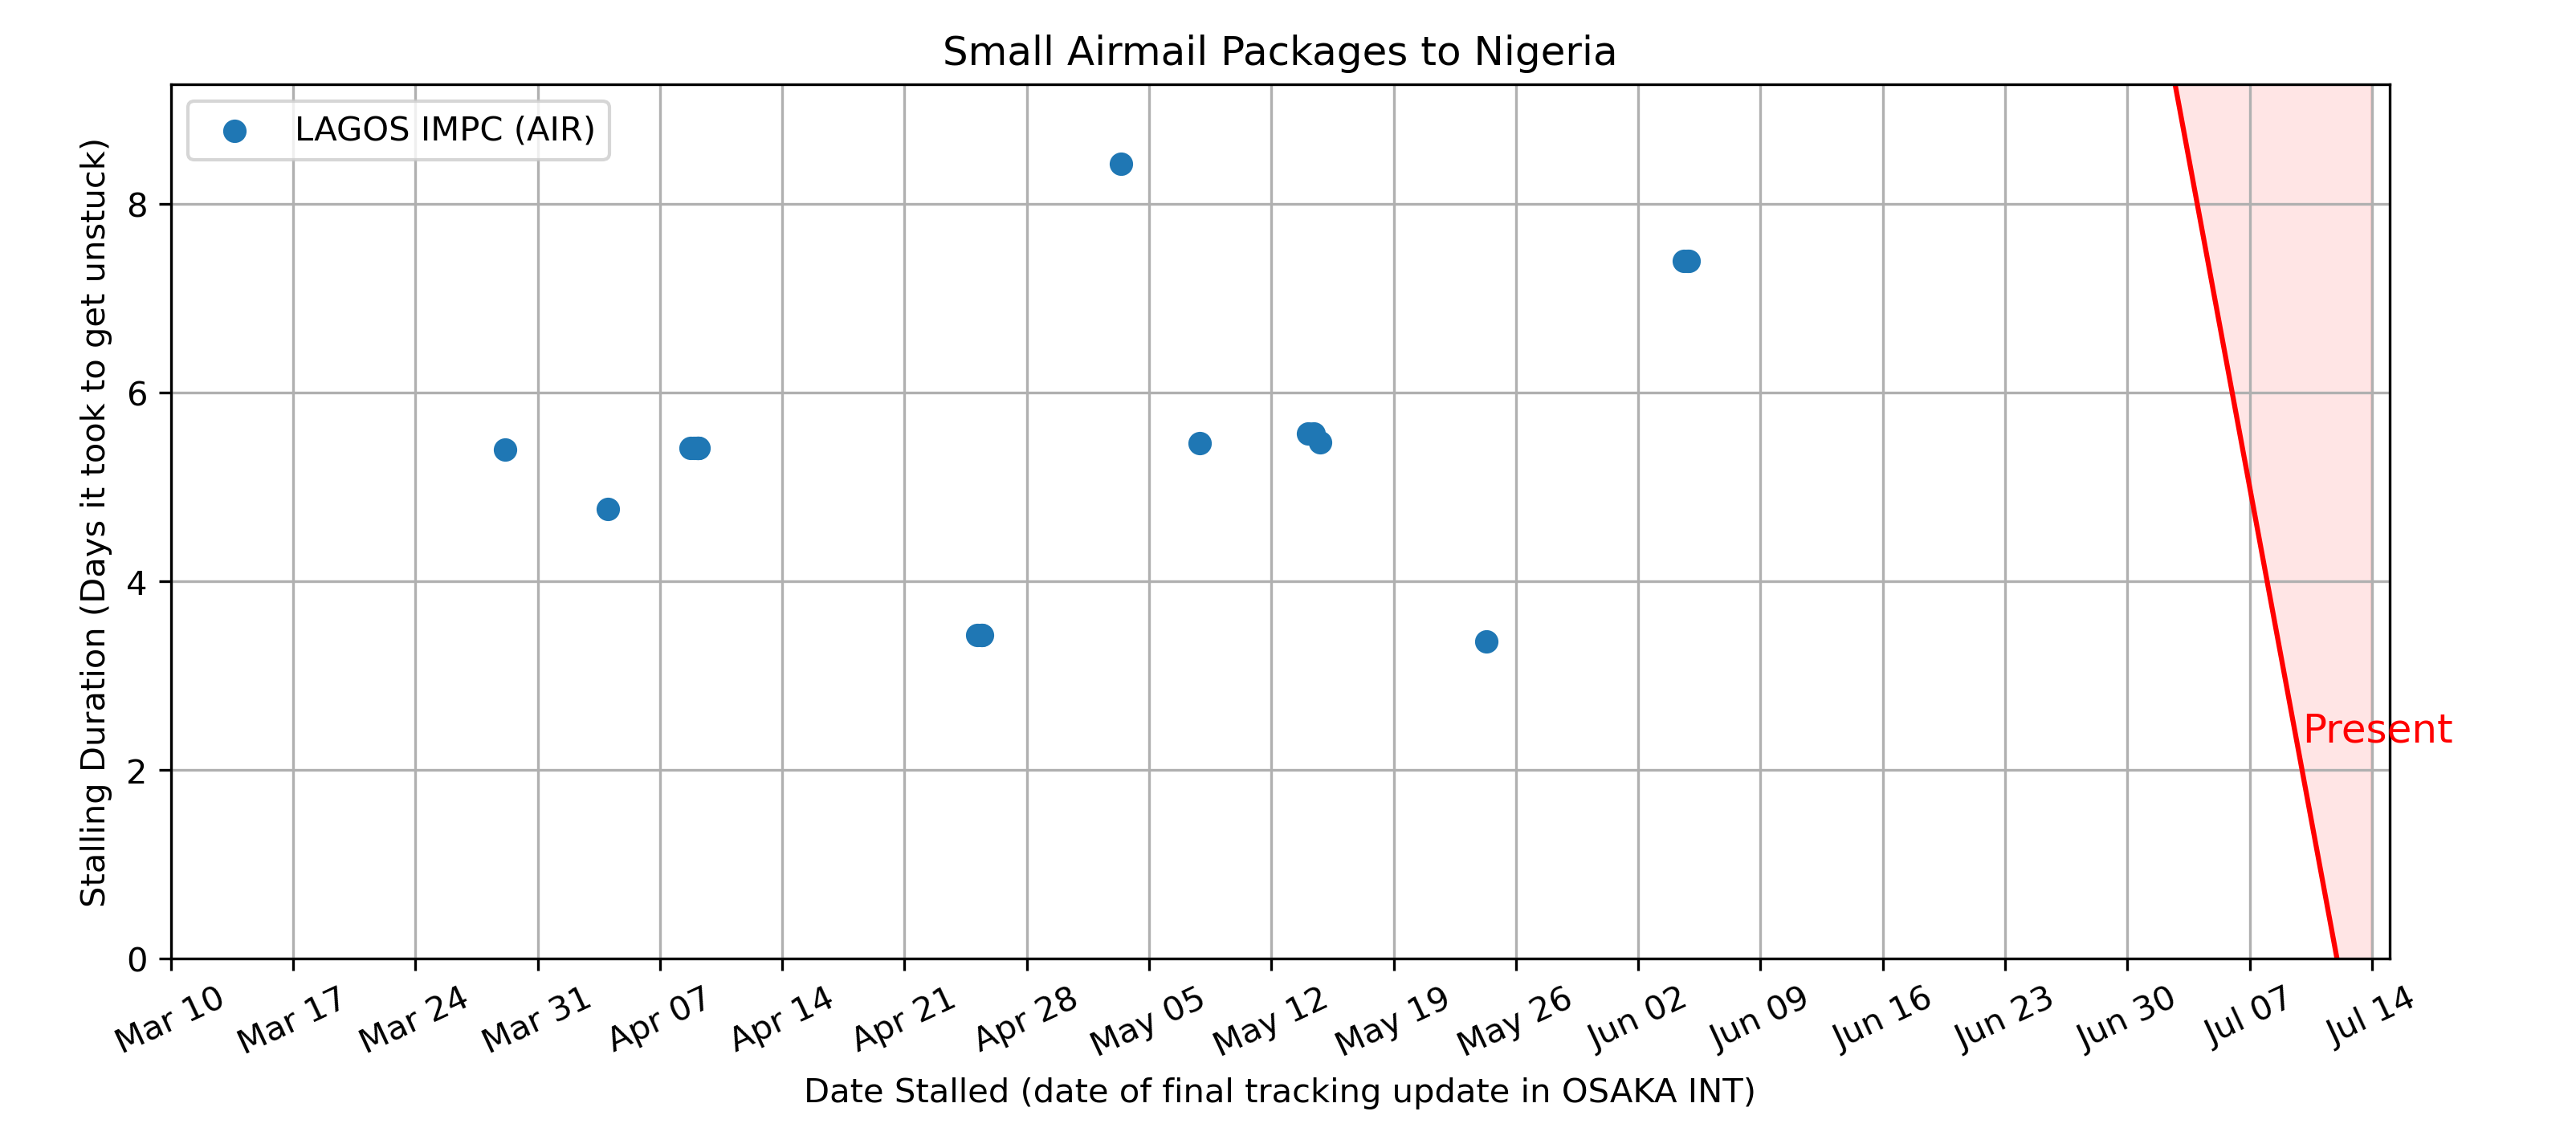 Small Airmail Packages to Nigeria
LAGOS IMPC (AIR)
Stalling Duration (Days it took to get unstuck)
8
6
4
2
0
Present
Mar 10
Mar 17
Mar 24
Mar 31
Apr 07
Apr 14
Apr 21
Apr 28
May 05
May 12
May 19
May 26
Jun 02
Jun 09
Jun 16
Jun 23
Jun 30
Jul 07
Jul 14
Date Stalled (date of final tracking update in OSAKA INT)